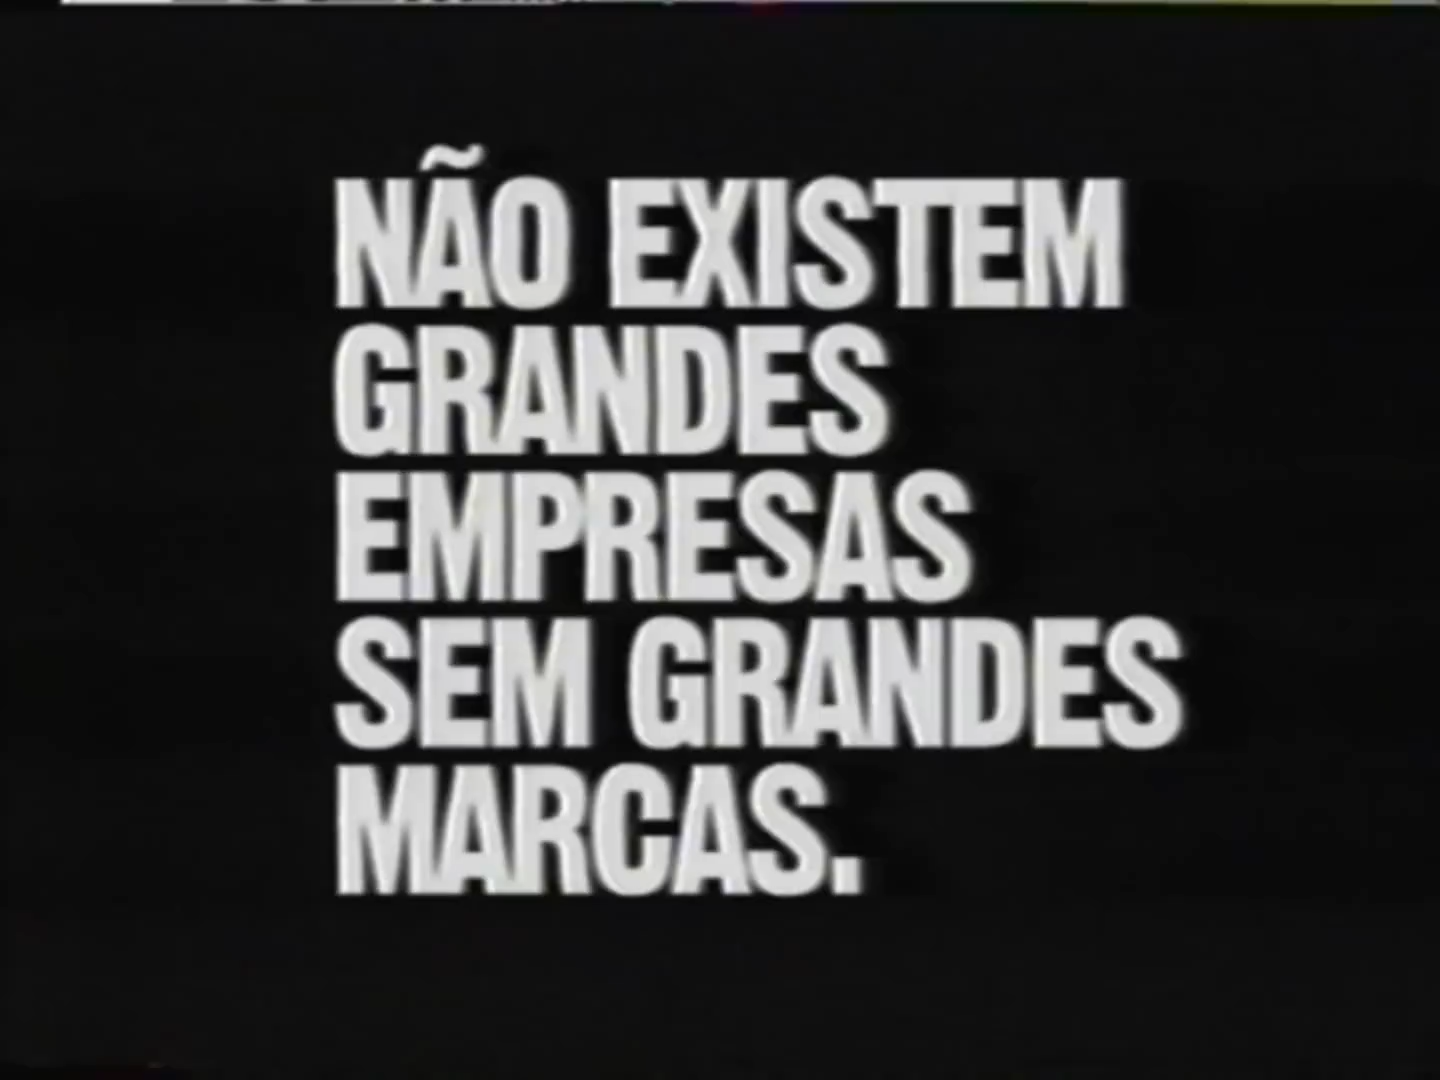 NÃO EXISTEM
GRANDES
EMPRESAS
SEM GRANDES
MARCAS.